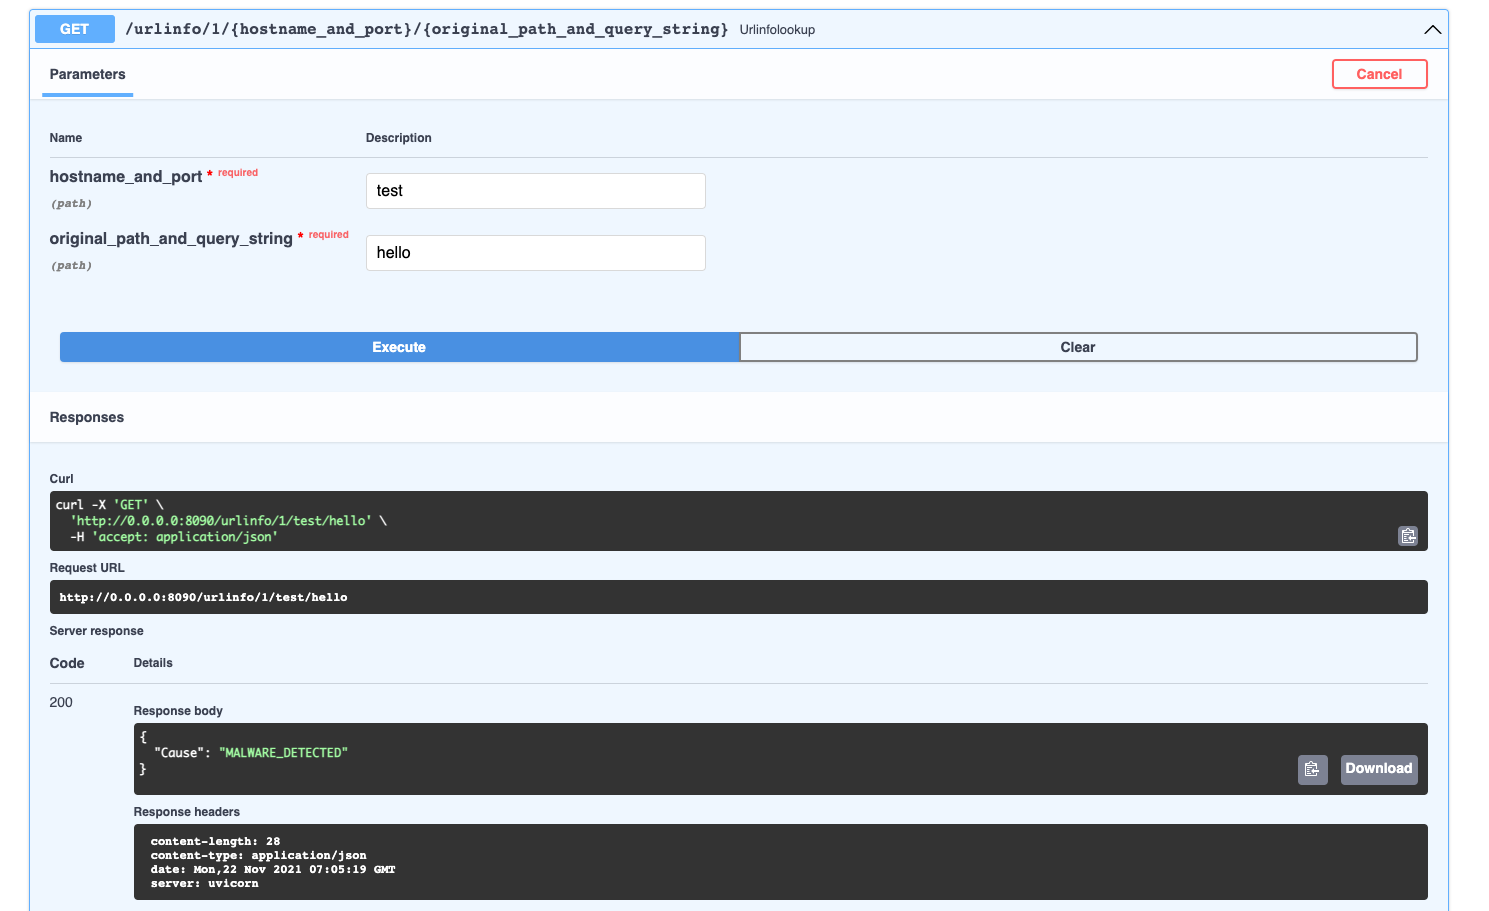 GET /urlinfo/1/{hostname_and_port}/{original_path_and_query_string} Urlinfolookup
Parameters
Cancel
Name Description
hostname_and_port * required
(path)
test
original_path_and_query_string * required
(path)
hello
Execute Clear
Responses
Curl
curl -X 'GET' \
'http://0.0.0.0:8090/urlinfo/1/test/hello' \
-H 'accept: application/json'
Request URL
http://0.0.0.0:8090/urlinfo/1/test/hello
Server response
Code Details
200
Response body
{
"Cause": "MALWARE_DETECTED"
}
Download
Response headers
content-length: 28
content-type: application/json
date: Mon,22 Nov 2021 07:05:19 GMT
server: uvicorn